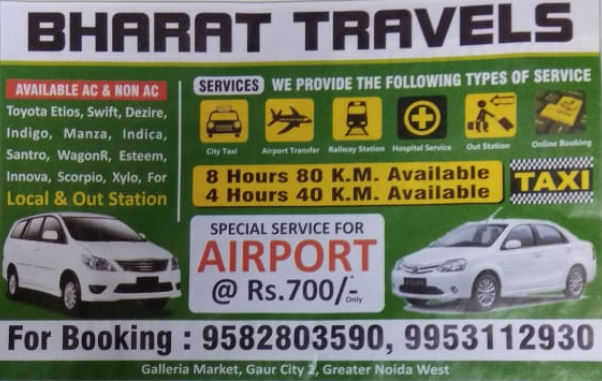 BHARAT TRAVELS
AVAILABLE AC & NON AC
Toyota Etios, Swift, Dezire,
Indigo, Manza, Indica,
Santro, WagonR, Esteem,
Innova, Scorpio, Xylo, For
Local & Out Station
SERVICES WE PROVIDE THE FOLLOWING TYPES OF SERVICE
City Taxi Airport Transfer Railway Station Hospital Service Out Station Online Booking
8 Hours 80 K.M. Available
4 Hours 40 K.M. Available
TAXI
SPECIAL SERVICE FOR
AIRPORT
@ Rs.700/-*
Only
For Booking : 9582803590, 9953112930
Galleria Market, Gaur City 2, Greater Noida West